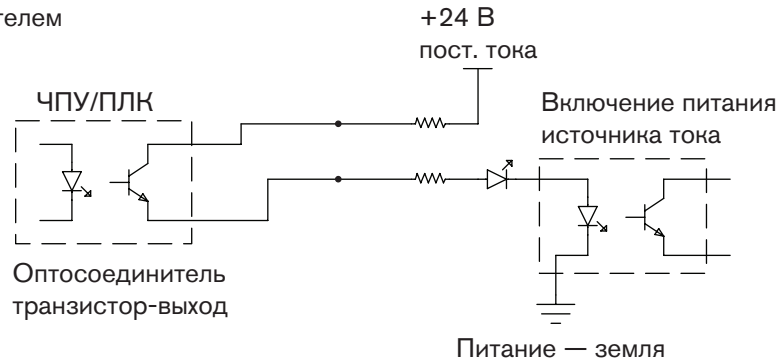 телем
+24 В
пост. тока
ЧПУ/ПЛК
Включение питания
источника тока
Оптосоединитель
транзистор-выход
Питание — земля